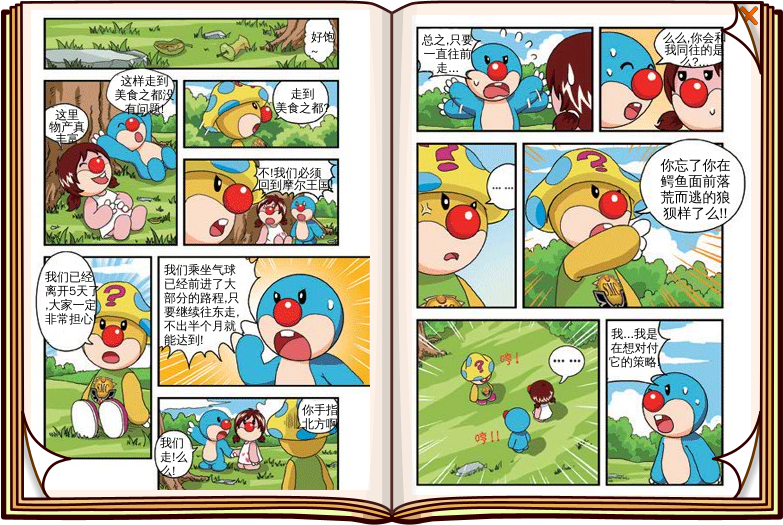 好饱
~
这样走到
美食之都没
有问题!
这里
物产真
丰富
走到
美食之都?
不!我们必须
回到摩尔王国
我们已经
离开5天了
,大家一定
非常担心
我们乘坐气球
已经前进了大
部分的路程,只
要继续往东走,
不出半个月就
能达到!
我们
走!么
么!
你手指
北方啊
总之,只要
一直往前
走...
么么,你会和
我同往的是
么?...
... ...
你忘了你在
鳄鱼面前落
荒而逃的狼
狈样了么!!
哼!
... ...
哼!!
我...我是
在想对付
它的策略